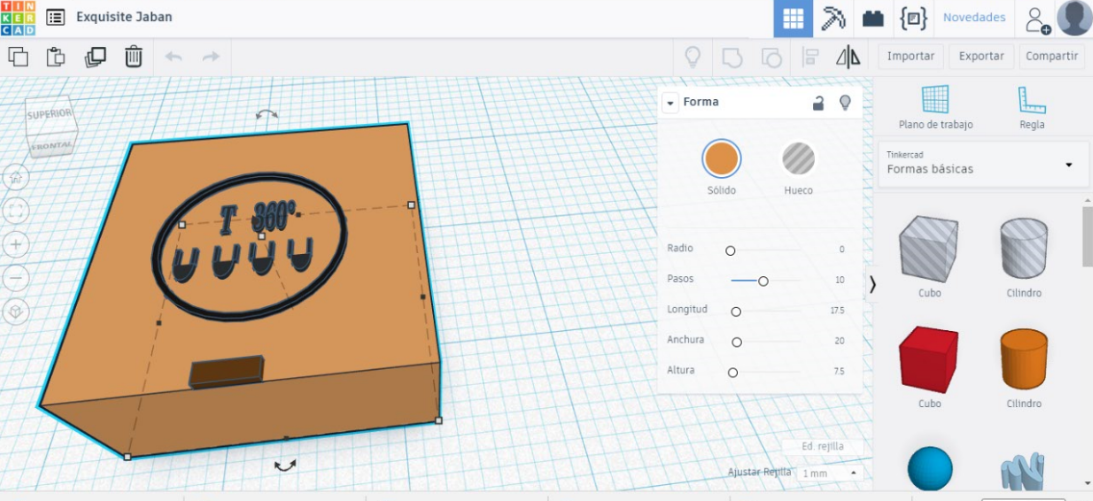 TIN
KER
CAD
Exquisite Jaban
Novedades
Importar
Exportar
Compartir
SUPERIOR
FRONTAL
Forma
Sólido
Hueco
Radio
0
Pasos
10
Longitud
17.5
Anchura
20
Altura
7.5
T 360º
Plano de trabajo
Regla
Tinkercad
Formas básicas
Cubo
Cilindro
Cubo
Cilindro
Ed. rejilla
Ajustar Rejilla
1 mm